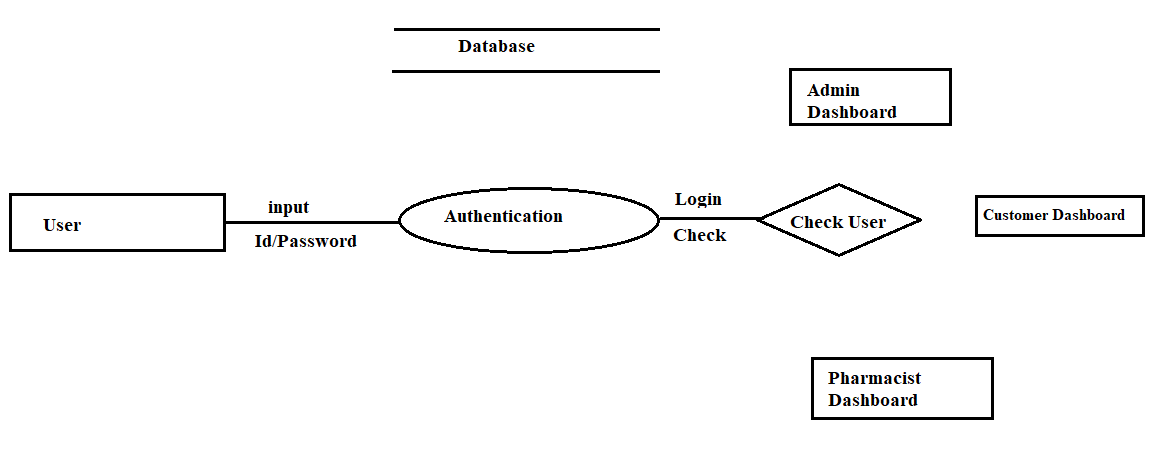 Database
Admin
Dashboard
User
input
Id/Password
Authentication
Login
Check
Check User
Customer Dashboard
Pharmacist
Dashboard